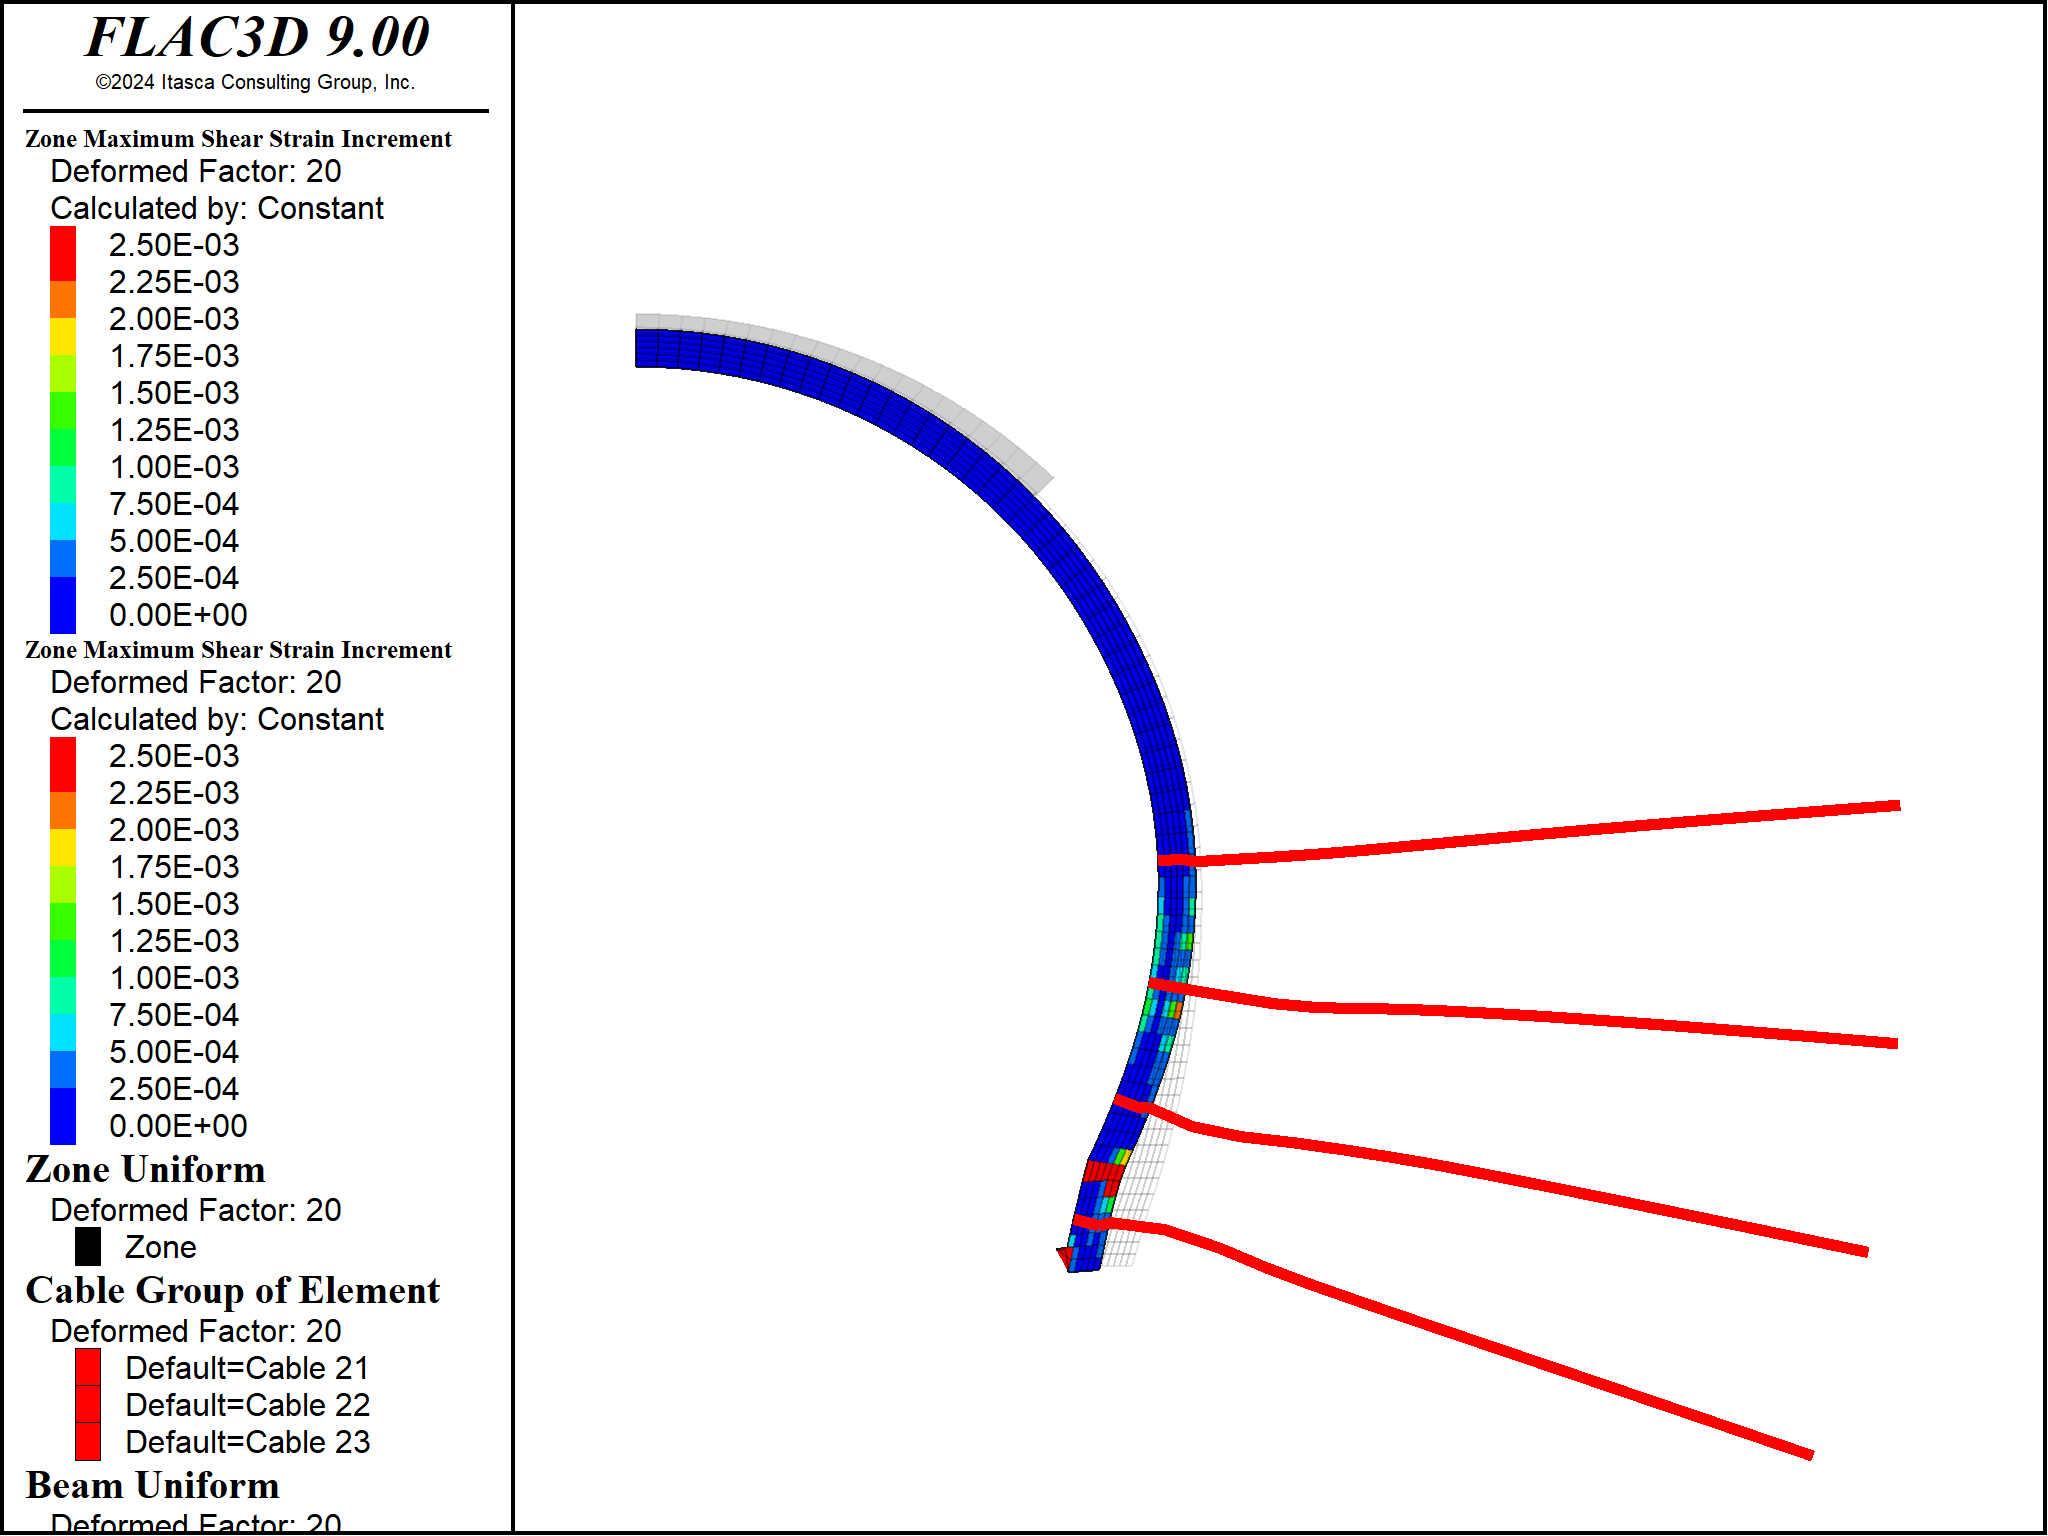 FLAC3D 9.00
©2024 Itasca Consulting Group, Inc.
Zone Maximum Shear Strain Increment
Deformed Factor: 20
Calculated by: Constant
2.50E-03
2.25E-03
2.00E-03
1.75E-03
1.50E-03
1.25E-03
1.00E-03
7.50E-04
5.00E-04
2.50E-04
0.00E+00
Zone Maximum Shear Strain Increment
Deformed Factor: 20
Calculated by: Constant
2.50E-03
2.25E-03
2.00E-03
1.75E-03
1.50E-03
1.25E-03
1.00E-03
7.50E-04
5.00E-04
2.50E-04
0.00E+00
Zone Uniform
Deformed Factor: 20
Zone
Cable Group of Element
Deformed Factor: 20
Default=Cable 21
Default=Cable 22
Default=Cable 23
Beam Uniform
Deformed Factor: 20